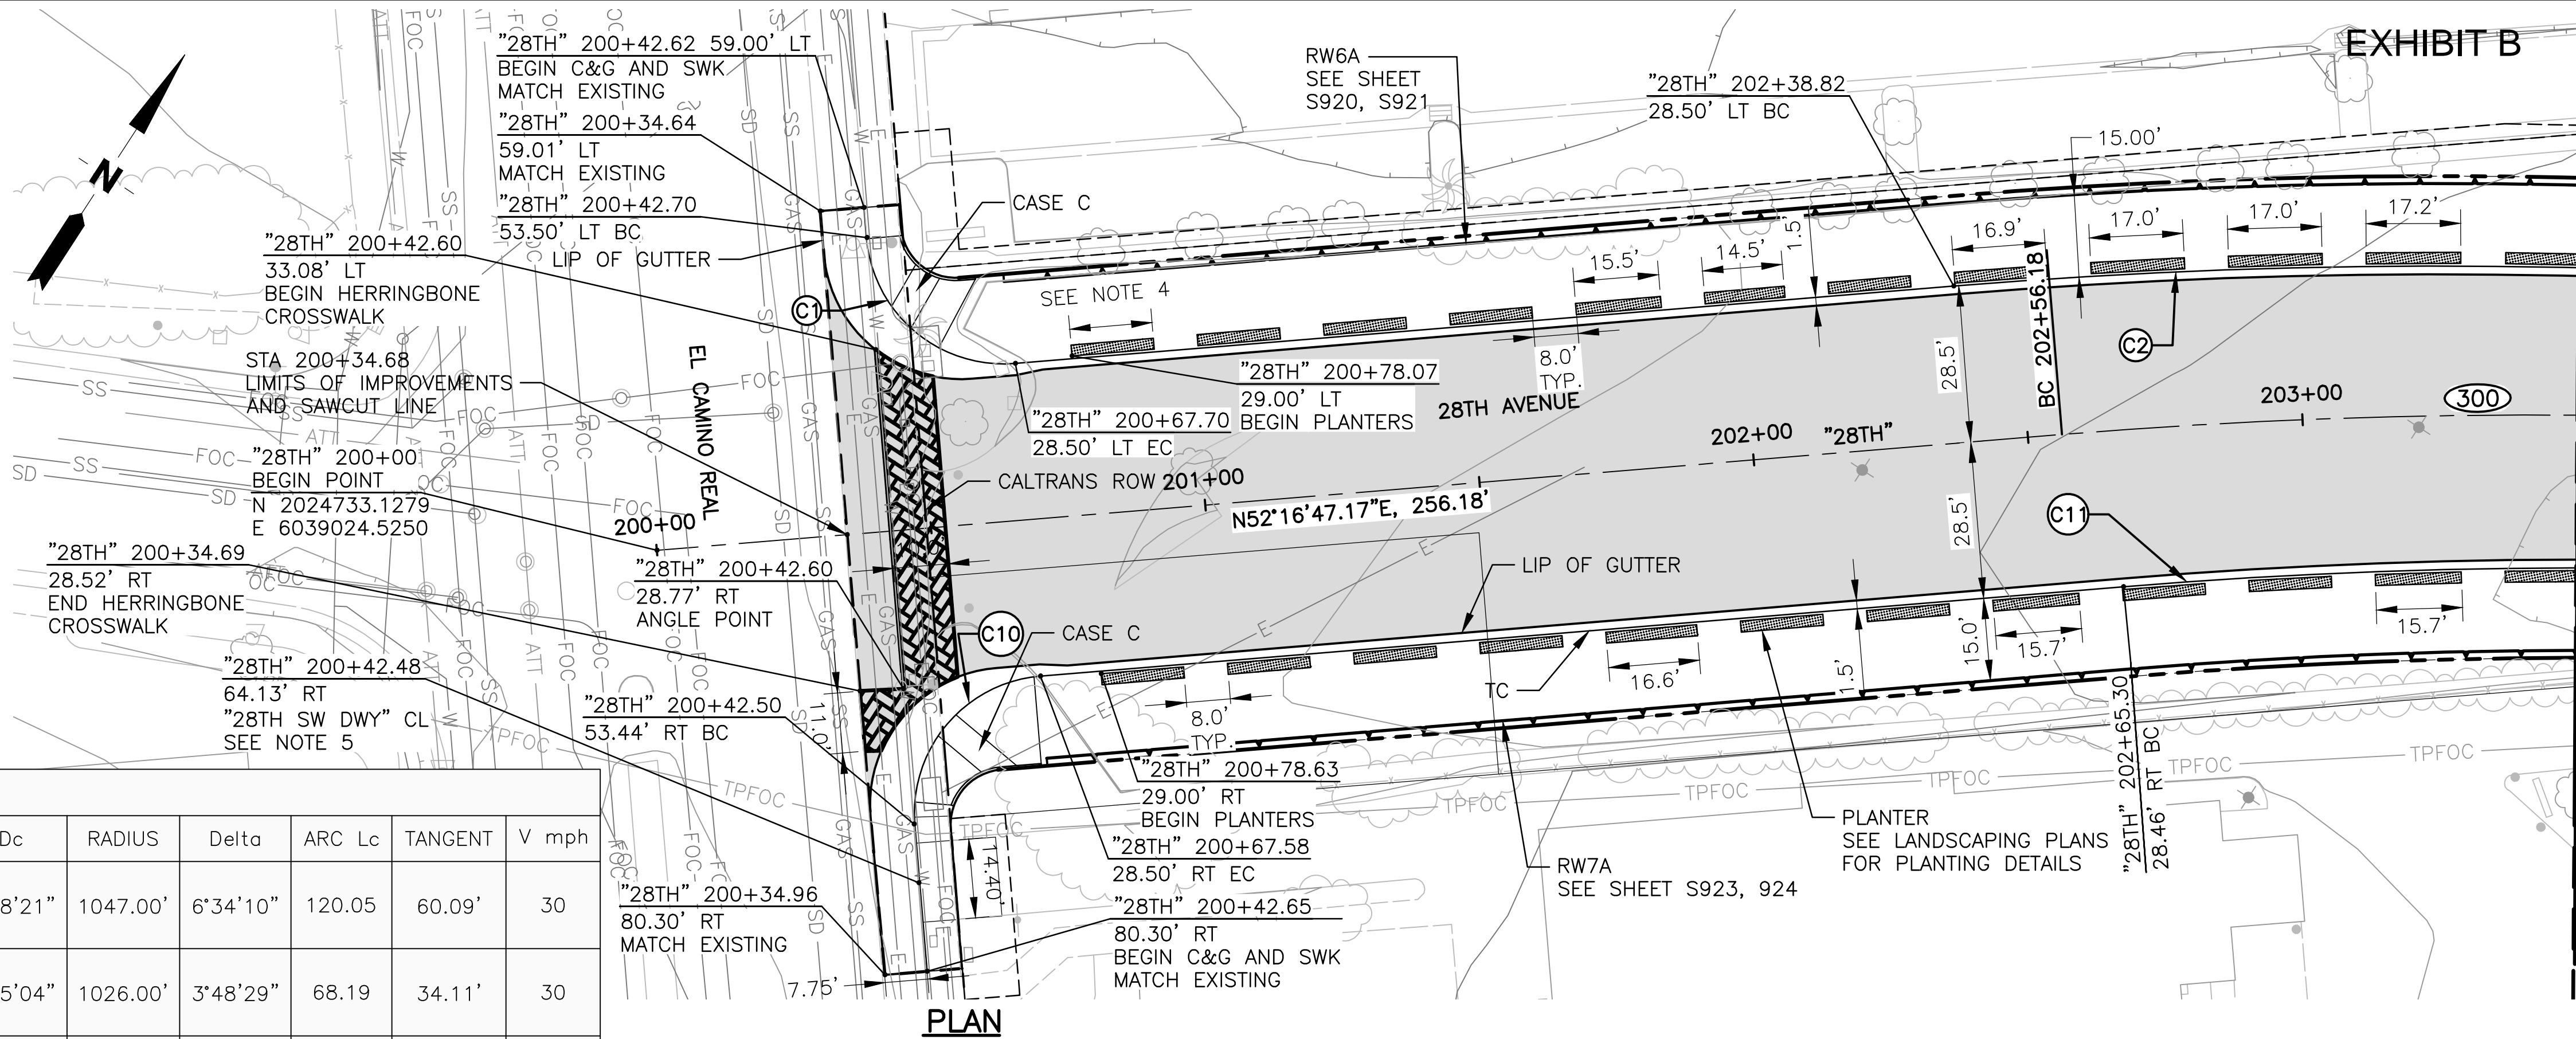 EXHIBIT B
"28TH" 200+42.62 59.00' LT
BEGIN C&G AND SWK
MATCH EXISTING
"28TH" 200+34.64
59.01' LT
MATCH EXISTING
"28TH" 200+42.70
53.50' LT BC
LIP OF GUTTER
"28TH" 200+42.60
33.08' LT
BEGIN HERRINGBONE
CROSSWALK
STA 200+34.68
LIMITS OF IMPROVEMENTS
AND SAWCUT LINE
"28TH" 200+00
BEGIN POINT
N 2024733.1279
E 6039024.5250
"28TH" 200+34.69
28.52' RT
END HERRINGBONE
CROSSWALK
"28TH" 200+42.48
64.13' RT
"28TH SW DWY" CL
SEE NOTE 5
N
EL CAMINO REAL
200+00
"28TH" 200+42.60
28.77' RT
ANGLE POINT
"28TH" 200+42.50
53.44' RT BC
11.0'
"28TH" 200+34.96
80.30' RT
MATCH EXISTING
7.75'
14.40'
CASE C
C1
RW6A
SEE SHEET
S920, S921
"28TH" 202+38.82
28.50' LT BC
15.00'
SEE NOTE 4
15.5'
14.5'
1.5'
16.9'
17.0'
17.0'
17.2'
8.0'
TYP.
"28TH" 200+78.07
29.00' LT
BEGIN PLANTERS
"28TH" 200+67.70
28.50' LT EC
CALTRANS ROW
201+00
28TH AVENUE
N52°16'47.17"E, 256.18'
202+00
"28TH"
28.5'
28.5'
BC 202+56.18
C2
203+00
300
C11
LIP OF GUTTER
C10
CASE C
TC
16.6'
1.5'
15.0'
15.7'
15.7'
8.0'
TYP.
"28TH" 200+78.63
29.00' RT
BEGIN PLANTERS
"28TH" 200+67.58
28.50' RT EC
"28TH" 200+42.65
80.30' RT
BEGIN C&G AND SWK
MATCH EXISTING
RW7A
SEE SHEET S923, 924
PLANTER
SEE LANDSCAPING PLANS
FOR PLANTING DETAILS
"28TH" 202+65.30
28.46' RT BC
TPFOC
TPFOC
TPFOC
TPFOC
TPFOC
TPFOC
TPFOC
Dc RADIUS Delta ARC Lc TANGENT V mph
8'21" 1047.00' 6°34'10" 120.05 60.09' 30
5'04" 1026.00' 3°48'29" 68.19 34.11' 30
PLAN